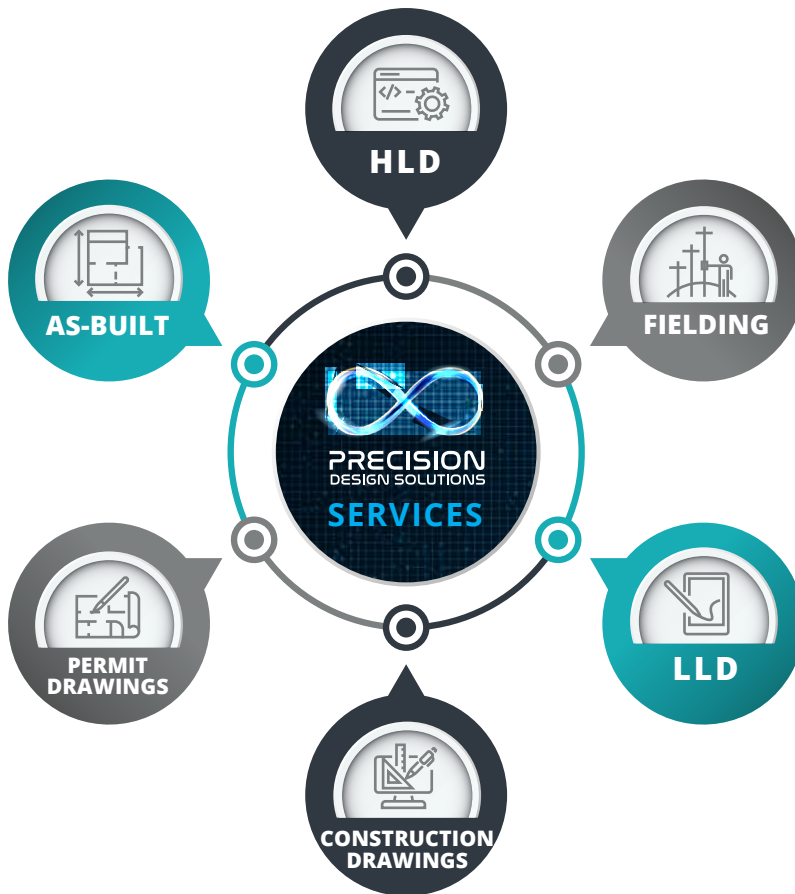 HLD
</>
AS-BUILT
FIELDING
PRECISION
DESIGN SOLUTIONS
SERVICES
PERMIT
DRAWINGS
LLD
CONSTRUCTION
DRAWINGS